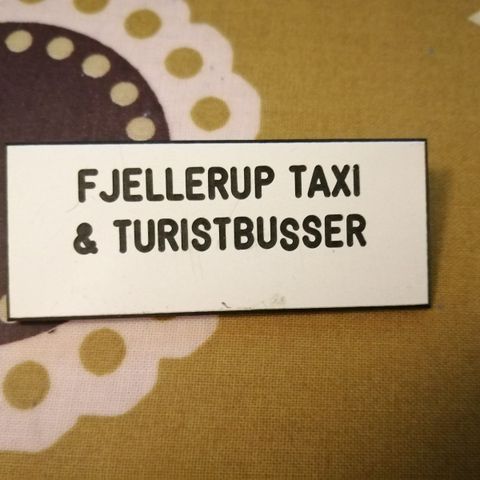 FJELLERUP TAXI
& TURISTBUSSER